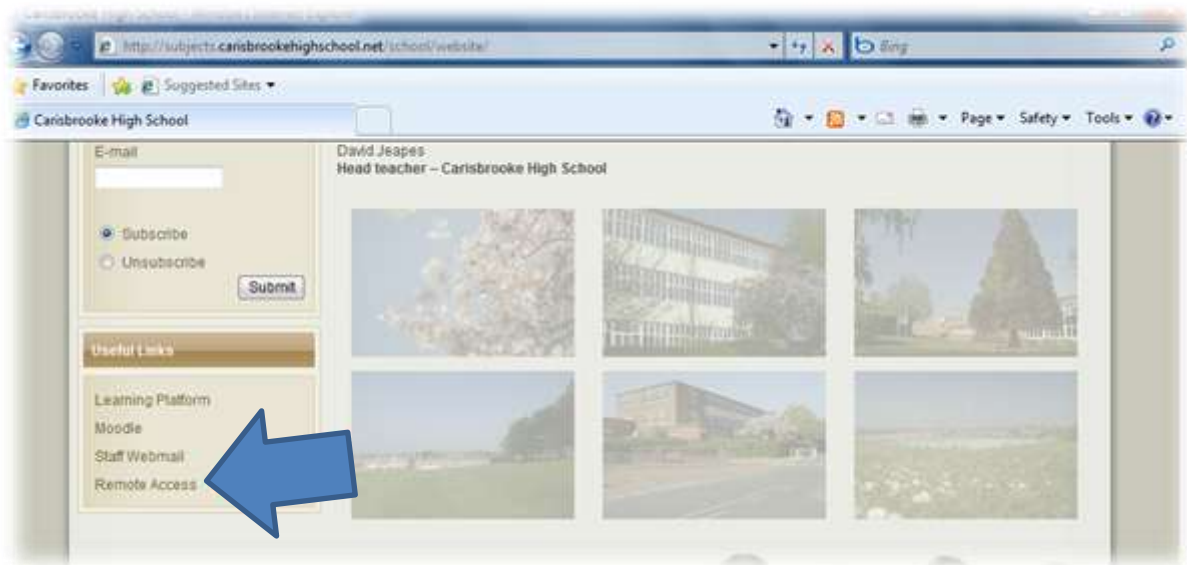 http://subjects.carisbrookehighschool.net/school/website/
Bing
Favorites
Suggested Sites
Carisbrooke High School
Page
Safety
Tools
E-mail
David Jeapes
Head teacher – Carisbrooke High School
Subscribe
Unsubscribe
Submit
Useful Links
Learning Platform
Moodle
Staff Webmail
Remote Access